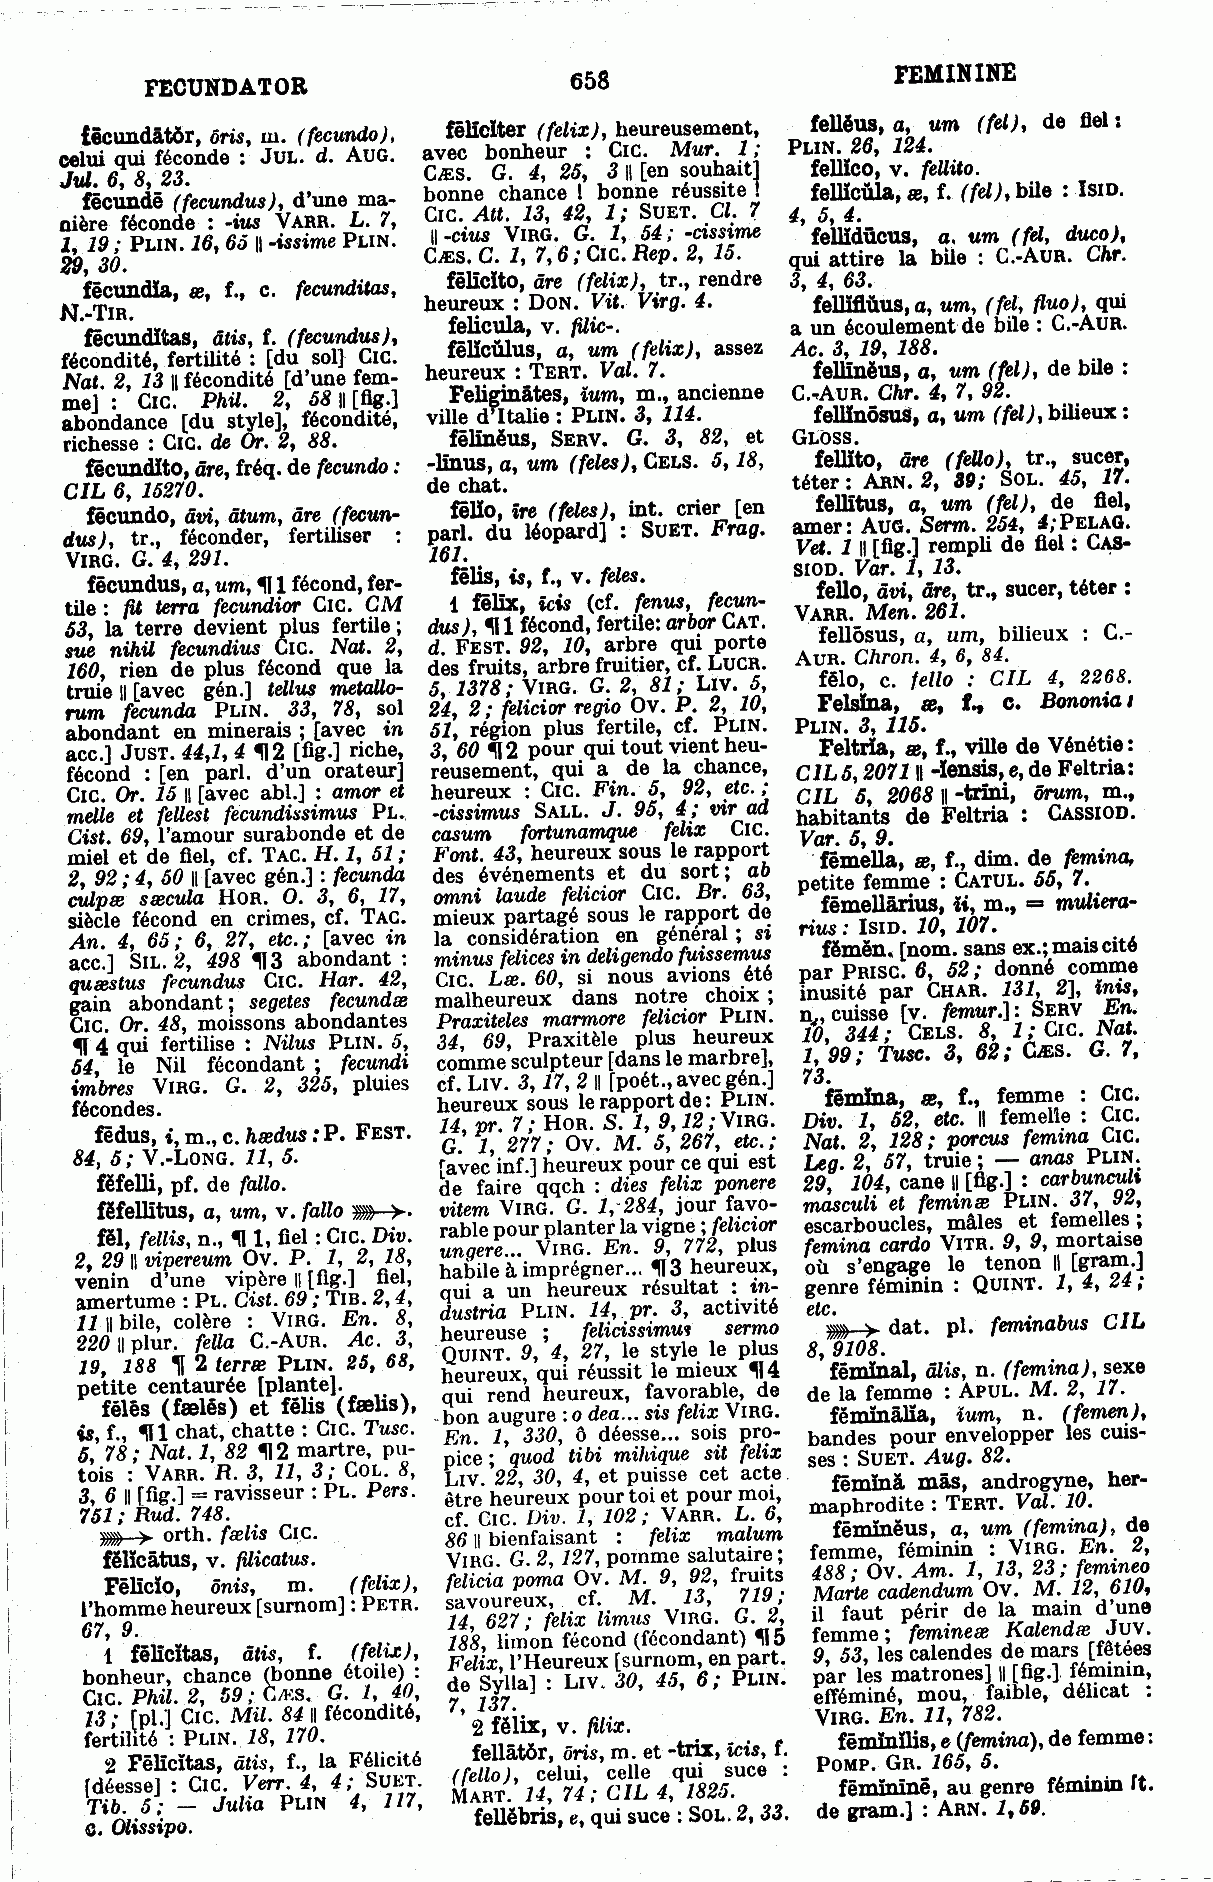 FECUNDATOR
658
FEMININE
fēcundātŏr, ōris, m. (fecundo),
celui qui féconde : JUL. d. AUG.
Jul. 6, 8, 23.
fēcundē (fecundus), d'une ma-
nière féconde : -ius VARR. L. 7,
1, 19 ; PLIN. 16, 65 || -issime PLIN.
29, 30.
fēcundĭa, æ, f., c. fecunditas,
N.-TIR.
fēcundĭtas, ātis, f. (fecundus),
fécondité, fertilité : [du sol] CIC.
Nat. 2, 13 || fécondité [d'une fem-
me] : CIC. Phil. 2, 58 || [fig.]
abondance [du style], fécondité,
richesse : CIC. de Or. 2, 88.
fēcundĭto, āre, fréq. de fecundo :
CIL 6, 15270.
fēcundo, āvi, ātum, āre (fecun-
dus), tr., féconder, fertiliser :
VIRG. G. 4, 291.
fēcundus, a, um, ¶ 1 fécond, fer-
tile : fit terra fecundior CIC. CM
53, la terre devient plus fertile ;
sue nihil fecundius CIC. Nat. 2,
160, rien de plus fécond que la
truie || [avec gén.] tellus metallo-
rum fecunda PLIN. 33, 78, sol
abondant en minerais ; [avec in
acc.] JUST. 44,1, 4 ¶ 2 [fig.] riche,
fécond : [en parl. d'un orateur]
CIC. Or. 15 || [avec abl.] : amor et
melle et fellest fecundissimus PL.
Cist. 69, l'amour surabonde et de
miel et de fiel, cf. TAC. H. 1, 51 ;
2, 92 ; 4, 50 || [avec gén.] : fecunda
culpæ sæcula HOR. O. 3, 6, 17,
siècle fécond en crimes, cf. TAC.
An. 4, 65 ; 6, 27, etc. ; [avec in
acc.] SIL. 2, 498 ¶ 3 abondant :
quæstus fecundus CIC. Har. 42,
gain abondant ; segetes fecundæ
CIC. Or. 48, moissons abondantes
¶ 4 qui fertilise : Nilus PLIN. 5,
54, le Nil fécondant ; fecundi
imbres VIRG. G. 2, 325, pluies
fécondes.
fēdus, i, m., c. hædus : P. FEST.
84, 5 ; V.-LONG. 11, 5.
fĕfelli, pf. de fallo.
fĕfellītus, a, um, v. fallo ⟫→.
fĕl, fellis, n., ¶ 1, fiel : CIC. Div.
2, 29 || vipereum OV. P. 1, 2, 18,
venin d'une vipère || [fig.] fiel,
amertume : PL. Cist. 69 ; TIB. 2, 4,
11 || bile, colère : VIRG. En. 8,
220 || plur. fella C.-AUR. Ac. 3,
19, 188 ¶ 2 terræ PLIN. 25, 68,
petite centaurée [plante].
fēlēs (fælēs) et fēlis (fælis),
is, f., ¶ 1 chat, chatte : CIC. Tusc.
5, 78 ; Nat. 1, 82 ¶ 2 martre, pu-
tois : VARR. R. 3, 11, 3 ; COL. 8,
3, 6 || [fig.] = ravisseur : PL. Pers.
751 ; Rud. 748.
⟫→ orth. fælis CIC.
fĕlĭcātus, v. filicatus.
Fēlĭcĭo, ōnis, m. (felix),
l'homme heureux [surnom] : PETR.
67, 9.
1 fēlīcĭtas, ātis, f. (felix),
bonheur, chance (bonne étoile) :
CIC. Phil. 2, 59 ; CÆS. G. 1, 40,
13 ; [pl.] CIC. Mil. 84 || fécondité,
fertilité : PLIN. 18, 170.
2 Fēlīcĭtas, ātis, f., la Félicité
[déesse] : CIC. Verr. 4, 4 ; SUET.
Tib. 5 ; — Julia PLIN 4, 117,
c. Olissipo.
fēlīcĭter (felix), heureusement,
avec bonheur : CIC. Mur. 1 ;
CÆS. G. 4, 25, 3 || [en souhait]
bonne chance ! bonne réussite !
CIC. Att. 13, 42, 1 ; SUET. Cl. 7
|| -cius VIRG. G. 1, 54 ; -cissime
CÆS. C. 1, 7, 6 ; CIC. Rep. 2, 15.
fēlīcĭto, āre (felix), tr., rendre
heureux : DON. Vit. Virg. 4.
felicula, v. filic-.
fēlīcŭlus, a, um (felix), assez
heureux : TERT. Val. 7.
Feliginātes, ĭum, m., ancienne
ville d'Italie : PLIN. 3, 114.
fēlīnĕus, SERV. G. 3, 82, et
-līnus, a, um (feles), CELS. 5, 18,
de chat.
fēlĭo, īre (feles), int. crier [en
parl. du léopard] : SUET. Frag.
161.
fēlis, is, f., v. feles.
1 fēlix, īcis (cf. fenus, fecun-
dus), ¶ 1 fécond, fertile : arbor CAT.
d. FEST. 92, 10, arbre qui porte
des fruits, arbre fruitier, cf. LUCR.
5, 1378 ; VIRG. G. 2, 81 ; LIV. 5,
24, 2 ; felicior regio OV. P. 2, 10,
51, région plus fertile, cf. PLIN.
3, 60 ¶ 2 pour qui tout vient heu-
reusement, qui a de la chance,
heureux : CIC. Fin. 5, 92, etc. ;
-cissimus SALL. J. 95, 4 ; vir ad
casum fortunamque felix CIC.
Font. 43, heureux sous le rapport
des événements et du sort ; ab
omni laude felicior CIC. Br. 63,
mieux partagé sous le rapport de
la considération en général ; si
minus felices in deligendo fuissemus
CIC. Læ. 60, si nous avions été
malheureux dans notre choix ;
Praxiteles marmore felicior PLIN.
34, 69, Praxitèle plus heureux
comme sculpteur [dans le marbre],
cf. LIV. 3, 17, 2 || [poét., avec gén.]
heureux sous le rapport de : PLIN.
14, pr. 7 ; HOR. S. 1, 9, 12 ; VIRG.
G. 1, 277 ; OV. M. 5, 267, etc. ;
[avec inf.] heureux pour ce qui est
de faire qqch : dies felix ponere
vitem VIRG. G. 1, 284, jour favo-
rable pour planter la vigne ; felicior
ungere... VIRG. En. 9, 772, plus
habile à imprégner... ¶ 3 heureux,
qui a un heureux résultat : in-
dustria PLIN. 14, pr. 3, activité
heureuse ; felicissimus sermo
QUINT. 9, 4, 27, le style le plus
heureux, qui réussit le mieux ¶ 4
qui rend heureux, favorable, de
bon augure : o dea... sis felix VIRG.
En. 1, 330, ô déesse... sois pro-
pice ; quod tibi mihique sit felix
LIV. 22, 30, 4, et puisse cet acte
être heureux pour toi et pour moi,
cf. CIC. Div. 1, 102 ; VARR. L. 6,
86 || bienfaisant : felix malum
VIRG. G. 2, 127, pomme salutaire ;
felicia poma OV. M. 9, 92, fruits
savoureux, cf. M. 13, 719 ;
14, 627 ; felix limus VIRG. G. 2,
188, limon fécond (fécondant) ¶ 5
Felix, l'Heureux [surnom, en part.
de Sylla] : LIV. 30, 45, 6 ; PLIN.
7, 137.
2 fĕlix, v. filix.
fellātŏr, ōris, m. et -trix, īcis, f.
(fello), celui, celle qui suce :
MART. 14, 74 ; CIL 4, 1825.
fellĕbris, e, qui suce : SOL. 2, 33.
fellĕus, a, um (fel), de fiel :
PLIN. 26, 124.
fellĭco, v. fellito.
fellĭcŭla, æ, f. (fel), bile : ISID.
4, 5, 4.
fellĭdŭcus, a, um (fel, duco),
qui attire la bile : C.-AUR. Chr.
3, 4, 63.
fellĭflŭus, a, um, (fel, fluo), qui
a un écoulement de bile : C.-AUR.
Ac. 3, 19, 188.
fellīnĕus, a, um (fel), de bile :
C.-AUR. Chr. 4, 7, 92.
fellīnōsus, a, um (fel), bilieux :
GLOSS.
fellĭto, āre (fello), tr., sucer,
téter : ARN. 2, 39 ; SOL. 45, 17.
fellītus, a, um (fel), de fiel,
amer : AUG. Serm. 254, 4 ; PELAG.
Vet. 1 || [fig.] rempli de fiel : CAS-
SIOD. Var. 1, 13.
fello, āvi, āre, tr., sucer, téter :
VARR. Men. 261.
fellōsus, a, um, bilieux : C.-
AUR. Chron. 4, 6, 84.
fēlo, c. fello : CIL 4, 2268.
Felsĭna, æ, f., c. Bononia :
PLIN. 3, 115.
Feltrĭa, æ, f., ville de Vénétie :
CIL 5, 2071 || -ĭensis, e, de Feltria :
CIL 5, 2068 || -trīni, ōrum, m.,
habitants de Feltria : CASSIOD.
Var. 5, 9.
fēmella, æ, f., dim. de femina,
petite femme : CATUL. 55, 7.
fēmellārius, ii, m., = muliera-
rius : ISID. 10, 107.
fĕmĕn. [nom. sans ex.; mais cité
par PRISC. 6, 52 ; donné comme
inusité par CHAR. 131, 2], inis,
n., cuisse [v. femur.] : SERV En.
10, 344 ; CELS. 8, 1 ; CIC. Nat.
1, 99 ; Tusc. 3, 62 ; CÆS. G. 7,
73.
fēmĭna, æ, f., femme : CIC.
Div. 1, 52, etc. || femelle : CIC.
Nat. 2, 128 ; porcus femina CIC.
Leg. 2, 57, truie ; — anas PLIN.
29, 104, cane || [fig.] : carbunculi
masculi et feminæ PLIN. 37, 92,
escarboucles, mâles et femelles ;
femina cardo VITR. 9, 9, mortaise
où s'engage le tenon || [gram.]
genre féminin : QUINT. 1, 4, 24 ;
etc.
⟫→ dat. pl. feminabus CIL
8, 9108.
fēmĭnal, ālis, n. (femina), sexe
de la femme : APUL. M. 2, 17.
fĕmĭnālĭa, ĭum, n. (femen),
bandes pour envelopper les cuis-
ses : SUET. Aug. 82.
fēmĭnă mās, androgyne, her-
maphrodite : TERT. Val. 10.
fēmĭnĕus, a, um (femina), de
femme, féminin : VIRG. En. 2,
488 ; OV. Am. 1, 13, 23 ; femineo
Marte cadendum OV. M. 12, 610,
il faut périr de la main d'une
femme ; femineæ Kalendæ JUV.
9, 53, les calendes de mars [fêtées
par les matrones] || [fig.] féminin,
efféminé, mou, faible, délicat :
VIRG. En. 11, 782.
fēmĭnīlis, e (femina), de femme :
POMP. GR. 165, 5.
fēmĭnīnē, au genre féminin [t.
de gram.] : ARN. 1, 59.